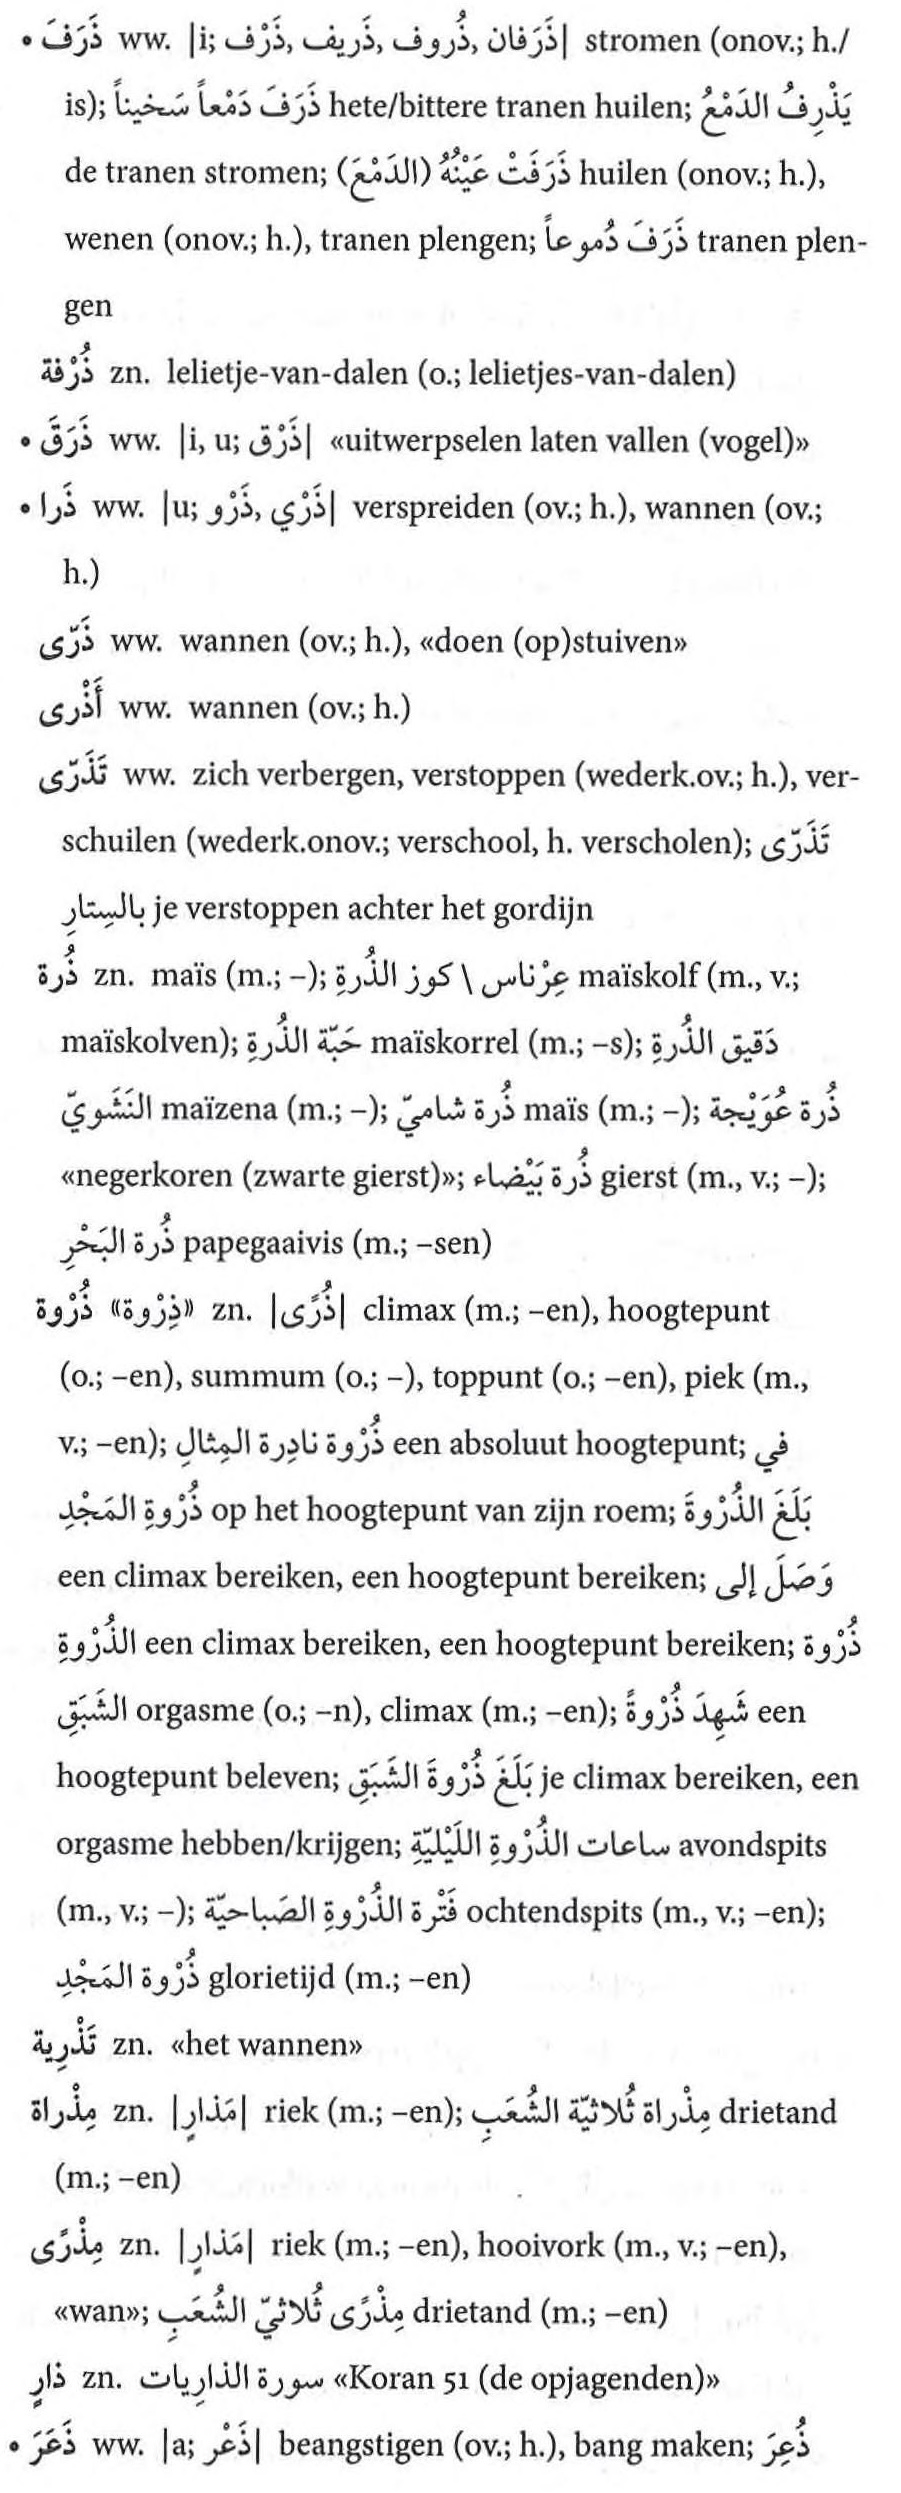 • ذَرَفَ ww. |i; ذَرْف, ذَريف, ذُروف, ذَرَفان| stromen (onov.; h./
is); ذَرَفَ دَمْعاً سَخيناً hete/bittere tranen huilen; يَذْرِفُ الدَمْعُ
de tranen stromen; ذَرَفَتْ عَيْنُهُ (الدَمْعَ) huilen (onov.; h.),
wenen (onov.; h.), tranen plengen; ذَرَفَ دُموعاً tranen plen-
gen
ذُرْفة zn. lelietje-van-dalen (o.; lelietjes-van-dalen)
• ذَرَقَ ww. |i, u; ذَرْق| «uitwerpselen laten vallen (vogel)»
• ذَرا ww. |u; ذَرْو, ذَرْي| verspreiden (ov.; h.), wannen (ov.;
h.)
ذَرّى ww. wannen (ov.; h.), «doen (op)stuiven»
أَذْرى ww. wannen (ov.; h.)
تَذَرّى ww. zich verbergen, verstoppen (wederk.ov.; h.), ver-
schuilen (wederk.onov.; verschool, h. verscholen); تَذَرّى
بالسِتارِ je verstoppen achter het gordijn
ذُرة zn. maïs (m.; –); عِرْناس \ كوز الذُرةِ maïskolf (m., v.;
maïskolven); حَبّة الذُرةِ maïskorrel (m.; –s); دَقيق الذُرةِ
النَشَويّ maïzena (m.; –); ذُرة شاميّ maïs (m.; –); ذُرة عُوَيْجة
«negerkoren (zwarte gierst)»; ذُرة بَيْضاء gierst (m., v.; –);
ذُرة البَحْرِ papegaaivis (m.; –sen)
ذُرْوة «ذِرْوة» zn. |ذُرًى| climax (m.; –en), hoogtepunt
(o.; –en), summum (o.; –), toppunt (o.; –en), piek (m.,
v.; –en); ذُرْوة نادِرة المِثالِ een absoluut hoogtepunt; في
ذُرْوةِ المَجْدِ op het hoogtepunt van zijn roem; بَلَغَ الذُرْوةَ
een climax bereiken, een hoogtepunt bereiken; وَصَلَ إلى
الذُرْوةِ een climax bereiken, een hoogtepunt bereiken; ذُرْوة
الشَبَقِ orgasme (o.; –n), climax (m.; –en); شَهِدَ ذُرْوةً een
hoogtepunt beleven; بَلَغَ ذُرْوةَ الشَبَقِ je climax bereiken, een
orgasme hebben/krijgen; ساعات الذُرْوةِ اللَيْلِيّةِ avondspits
(m., v.; –); فَتْرة الذُرْوةِ الصَباحيّة ochtendspits (m., v.; –en);
ذُرْوة المَجْدِ glorietijd (m.; –en)
تَذْرِية zn. «het wannen»
مِذْراة zn. |مَذارٍ| riek (m.; –en); مِذْراة ثُلاثيّة الشُعَبِ drietand
(m.; –en)
مِذْرًى zn. |مَذارٍ| riek (m.; –en), hooivork (m., v.; –en),
«wan»; مِذْرًى ثُلاثيّ الشُعَبِ drietand (m.; –en)
ذارٍ zn. سورة الذارِيات «Koran 51 (de opjagenden)»
• ذَعَرَ ww. |a; ذَعْر| beangstigen (ov.; h.), bang maken; ذُعِرَ